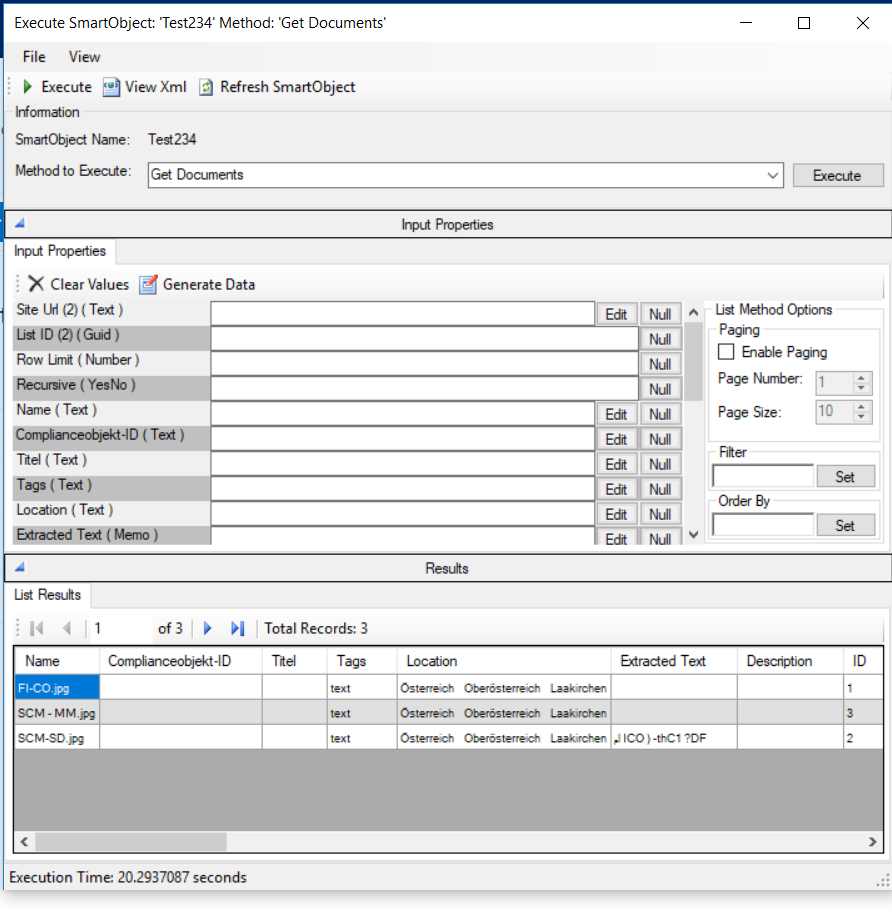 Execute SmartObject: 'Test234' Method: 'Get Documents'
File View
Execute View Xml Refresh SmartObject
Information
SmartObject Name: Test234
Method to Execute: Get Documents Execute
Input Properties
Input Properties
Clear Values Generate Data
Site Url (2) ( Text ) Edit Null
List ID (2) ( Guid ) Null
Row Limit ( Number ) Null
Recursive ( YesNo ) Null
Name ( Text ) Edit Null
Complianceobjekt-ID ( Text ) Edit Null
Titel ( Text ) Edit Null
Tags ( Text ) Edit Null
Location ( Text ) Edit Null
Extracted Text ( Memo ) Edit Null
List Method Options
Paging
Enable Paging
Page Number: 1
Page Size: 10
Filter
Set
Order By
Set
Results
List Results
1 of 3 Total Records: 3
Name Complianceobjekt-ID Titel Tags Location Extracted Text Description ID
FI-CO.jpg text Österreich Oberösterreich Laakirchen 1
SCM - MM.jpg text Österreich Oberösterreich Laakirchen 3
SCM-SD.jpg text Österreich Oberösterreich Laakirchen ICO ) -thC1 ?DF 2
Execution Time: 20.2937087 seconds